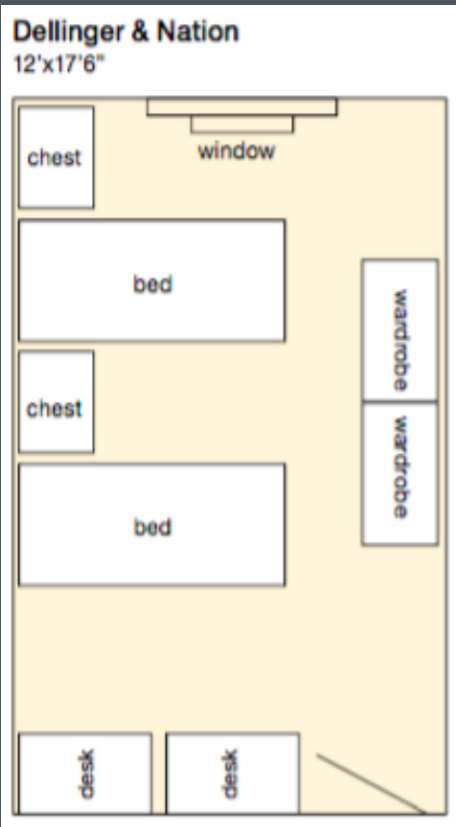 Dellinger & Nation
12'x17'6"
chest
window
bed
wardrobe
chest
wardrobe
bed
desk
desk